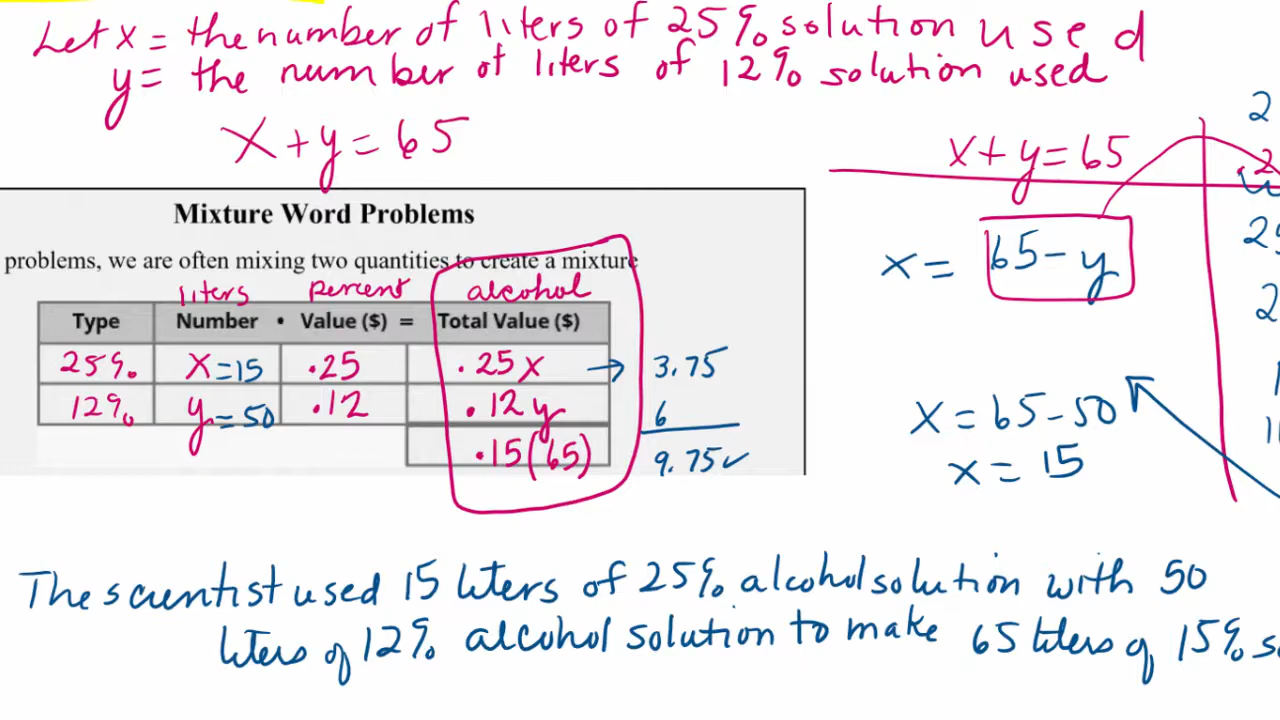 Let x = the number of liters of 25% solution used
y = the number of liters of 12% solution used
x + y = 65
Mixture Word Problems
problems, we are often mixing two quantities to create a mixture
liters percent alcohol
Type Number • Value ($) = Total Value ($)
25% x = 15 .25 .25x → 3.75
12% y = 50 .12 .12y 6
.15(65) 9.75✓
x + y = 65
x = 65 - y
x = 65 - 50
x = 15
The scientist used 15 liters of 25% alcohol solution with 50
liters of 12% alcohol solution to make 65 liters of 15%